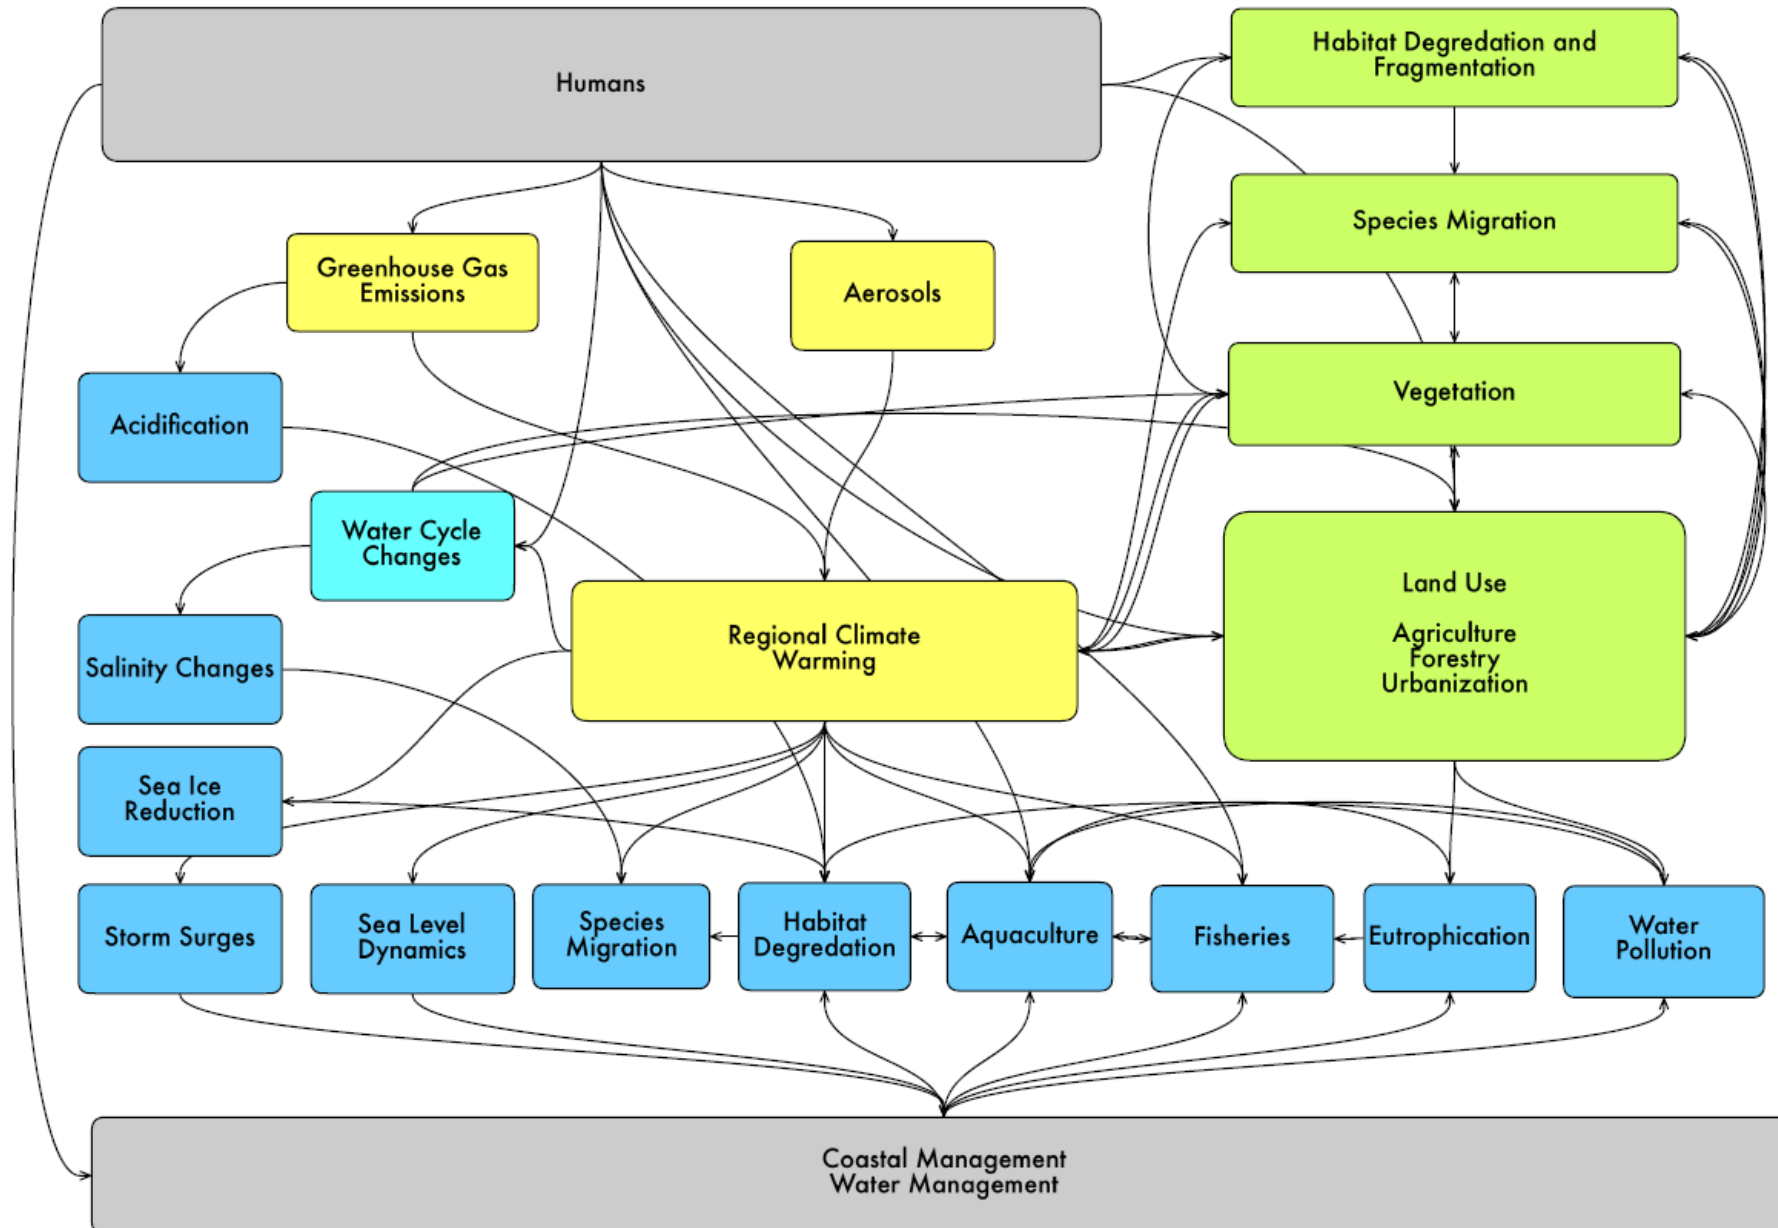 Humans
Habitat Degredation and
Fragmentation
Species Migration
Greenhouse Gas
Emissions
Aerosols
Vegetation
Acidification
Water Cycle
Changes
Land Use
Agriculture
Forestry
Urbanization
Regional Climate
Warming
Salinity Changes
Sea Ice
Reduction
Storm Surges
Sea Level
Dynamics
Species
Migration
Habitat
Degredation
Aquaculture
Fisheries
Eutrophication
Water
Pollution
Coastal Management
Water Management